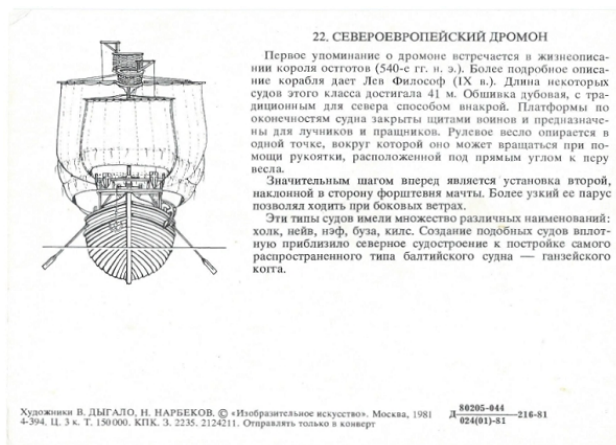 22. СЕВЕРОЕВРОПЕЙСКИЙ ДРОМОН
Первое упоминание о дромоне встречается в жизнеописа-
нии короля остготов (540-е гг. н. э.). Более подробное описа-
ние корабля дает Лев Философ (IX в.). Длина некоторых
судов этого класса достигала 41 м. Обшивка дубовая, с тра-
диционным для севера способом внакрой. Платформы по
оконечностям судна закрыты щитами воинов и предназначе-
ны для лучников и пращников. Рулевое весло опирается в
одной точке, вокруг которой оно может вращаться при по-
мощи рукоятки, расположенной под прямым углом к перу
весла.
Значительным шагом вперед является установка второй,
наклонной в сторону форштевня мачты. Более узкий ее парус
позволял ходить при боковых ветрах.
Эти типы судов имели множество различных наименований:
холк, нейв, нэф, буза, килс. Создание подобных судов вплот-
ную приблизило северное судостроение к постройке самого
распространенного типа балтийского судна — ганзейского
когга.
Художники В. ДЫГАЛО, Н. НАРБЕКОВ. © «Изобразительное искусство». Москва, 1981
4-394. Ц. 3 к. Т. 150000. КПК. З. 2235. 2124211. Отправлять только в конверт
80205-044
Д 024(01)-81 -216-81